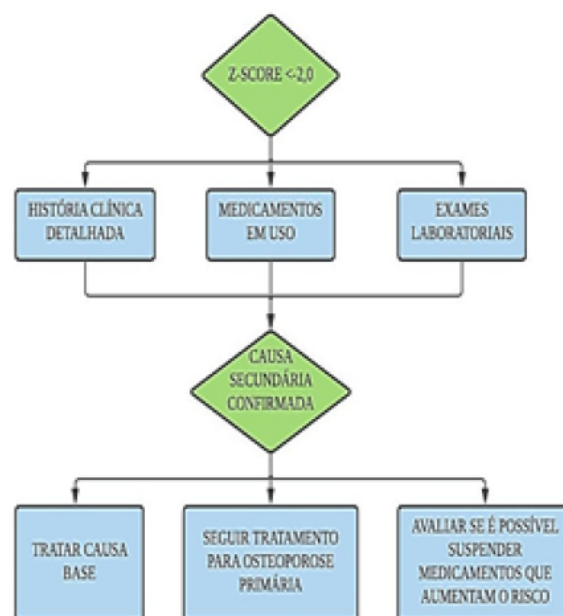 Z-SCORE <-2,0
HISTÓRIA CLÍNICA
DETALHADA
MEDICAMENTOS
EM USO
EXAMES
LABORATORIAIS
CAUSA
SECUNDÁRIA
CONFIRMADA
TRATAR CAUSA
BASE
SEGUIR TRATAMENTO
PARA OSTEOPOROSE
PRIMÁRIA
AVALIAR SE É POSSÍVEL
SUSPENDER
MEDICAMENTOS QUE
AUMENTAM O RISCO